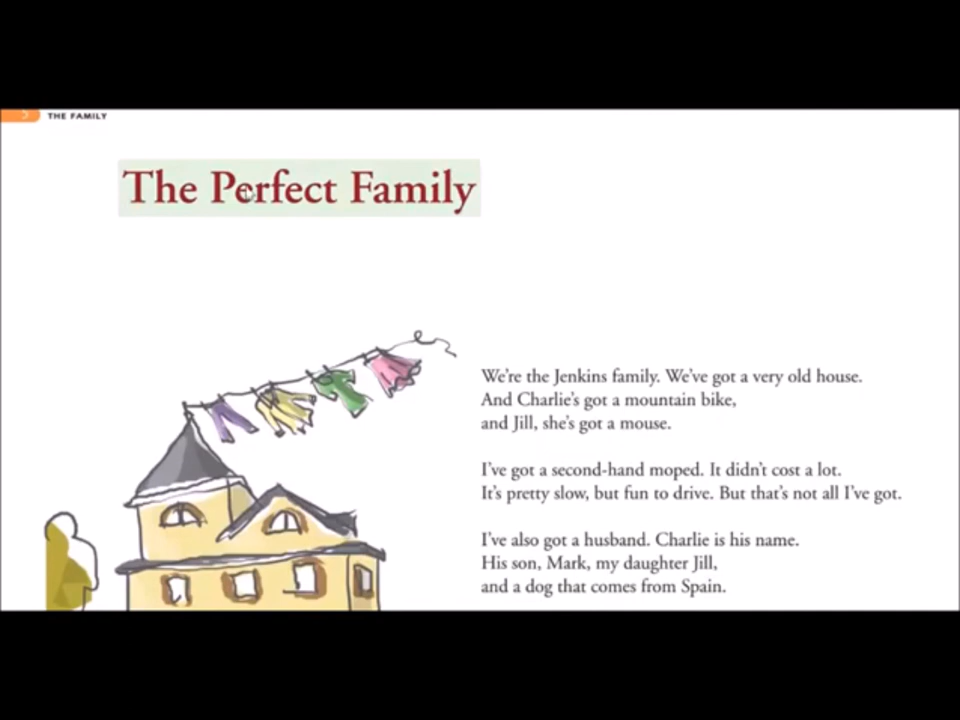 5 THE FAMILY
The Perfect Family
We're the Jenkins family. We've got a very old house.
And Charlie's got a mountain bike,
and Jill, she's got a mouse.
I've got a second-hand moped. It didn't cost a lot.
It's pretty slow, but fun to drive. But that's not all I've got.
I've also got a husband. Charlie is his name.
His son, Mark, my daughter Jill,
and a dog that comes from Spain.